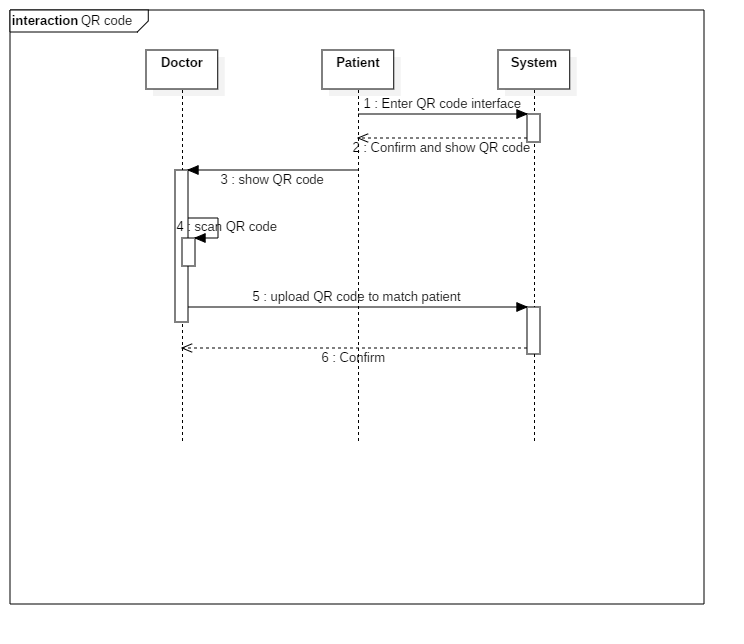 interaction QR code
Doctor
Patient
System
1 : Enter QR code interface
2 : Confirm and show QR code
3 : show QR code
4 : scan QR code
5 : upload QR code to match patient
6 : Confirm